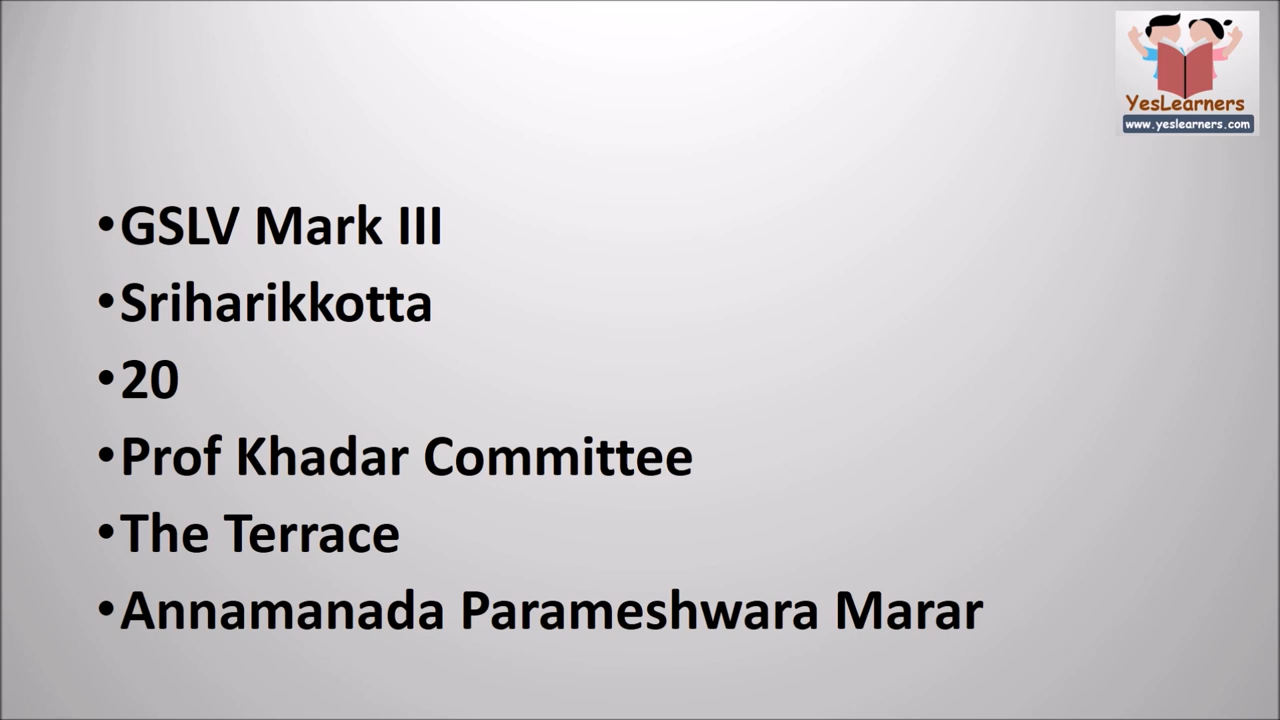 YesLearners
www.yeslearners.com
•GSLV Mark III
•Sriharikkotta
•20
•Prof Khadar Committee
•The Terrace
•Annamanada Parameshwara Marar